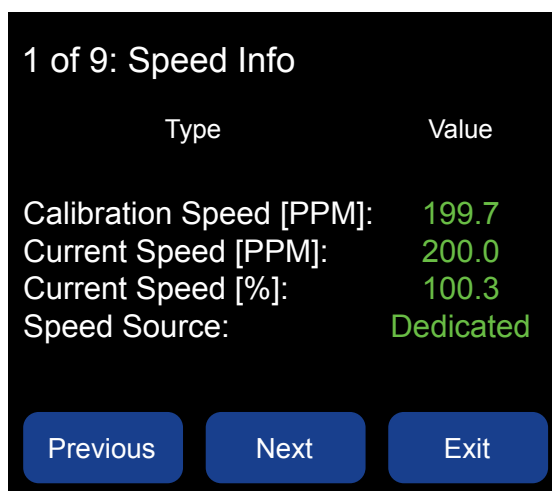 1 of 9: Speed Info
Type Value
Calibration Speed [PPM]: 199.7
Current Speed [PPM]: 200.0
Current Speed [%]: 100.3
Speed Source: Dedicated
Previous Next Exit